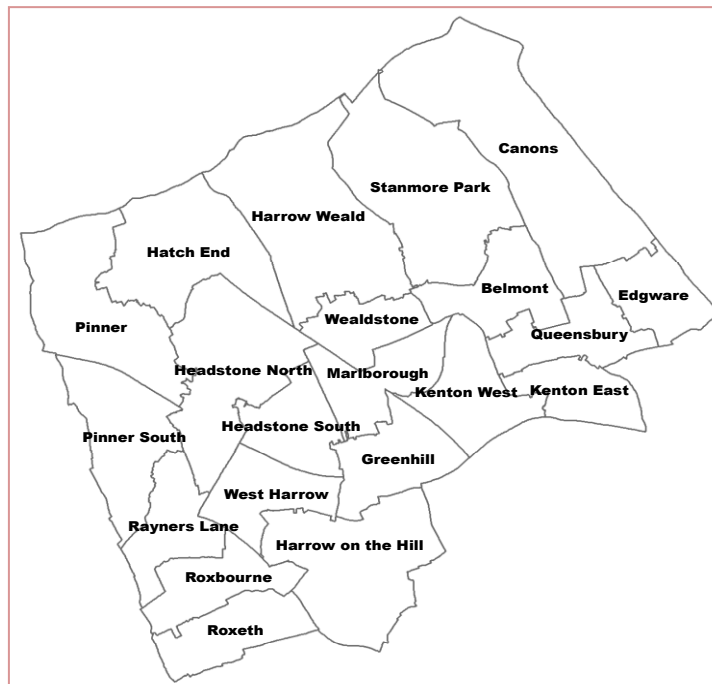 Canons
Stanmore Park
Harrow Weald
Hatch End
Belmont
Edgware
Wealdstone
Pinner
Queensbury
Headstone North
Marlborough
Kenton West
Kenton East
Headstone South
Pinner South
Greenhill
West Harrow
Rayners Lane
Harrow on the Hill
Roxbourne
Roxeth